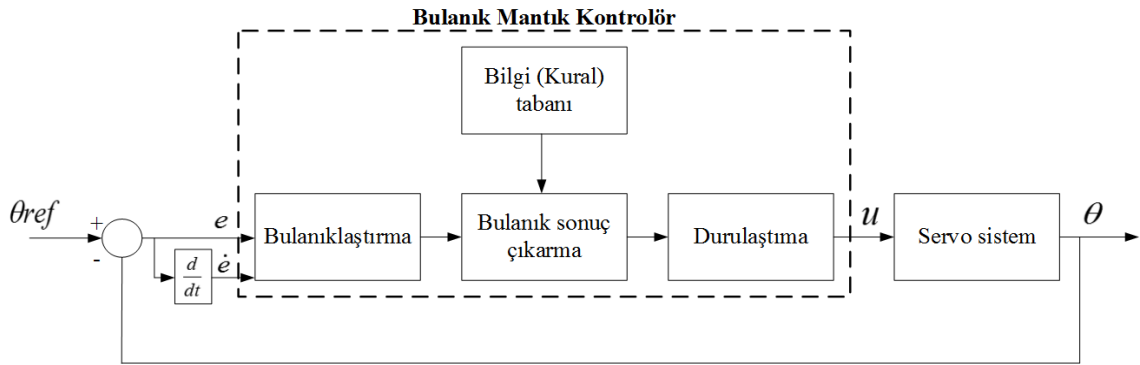 Bulanık Mantık Kontrolör
Bilgi (Kural)
tabanı
θref
+
-
e
d
dt
ė
Bulanıklaştırma
Bulanık sonuç
çıkarma
Durulaştıma
u
Servo sistem
θ